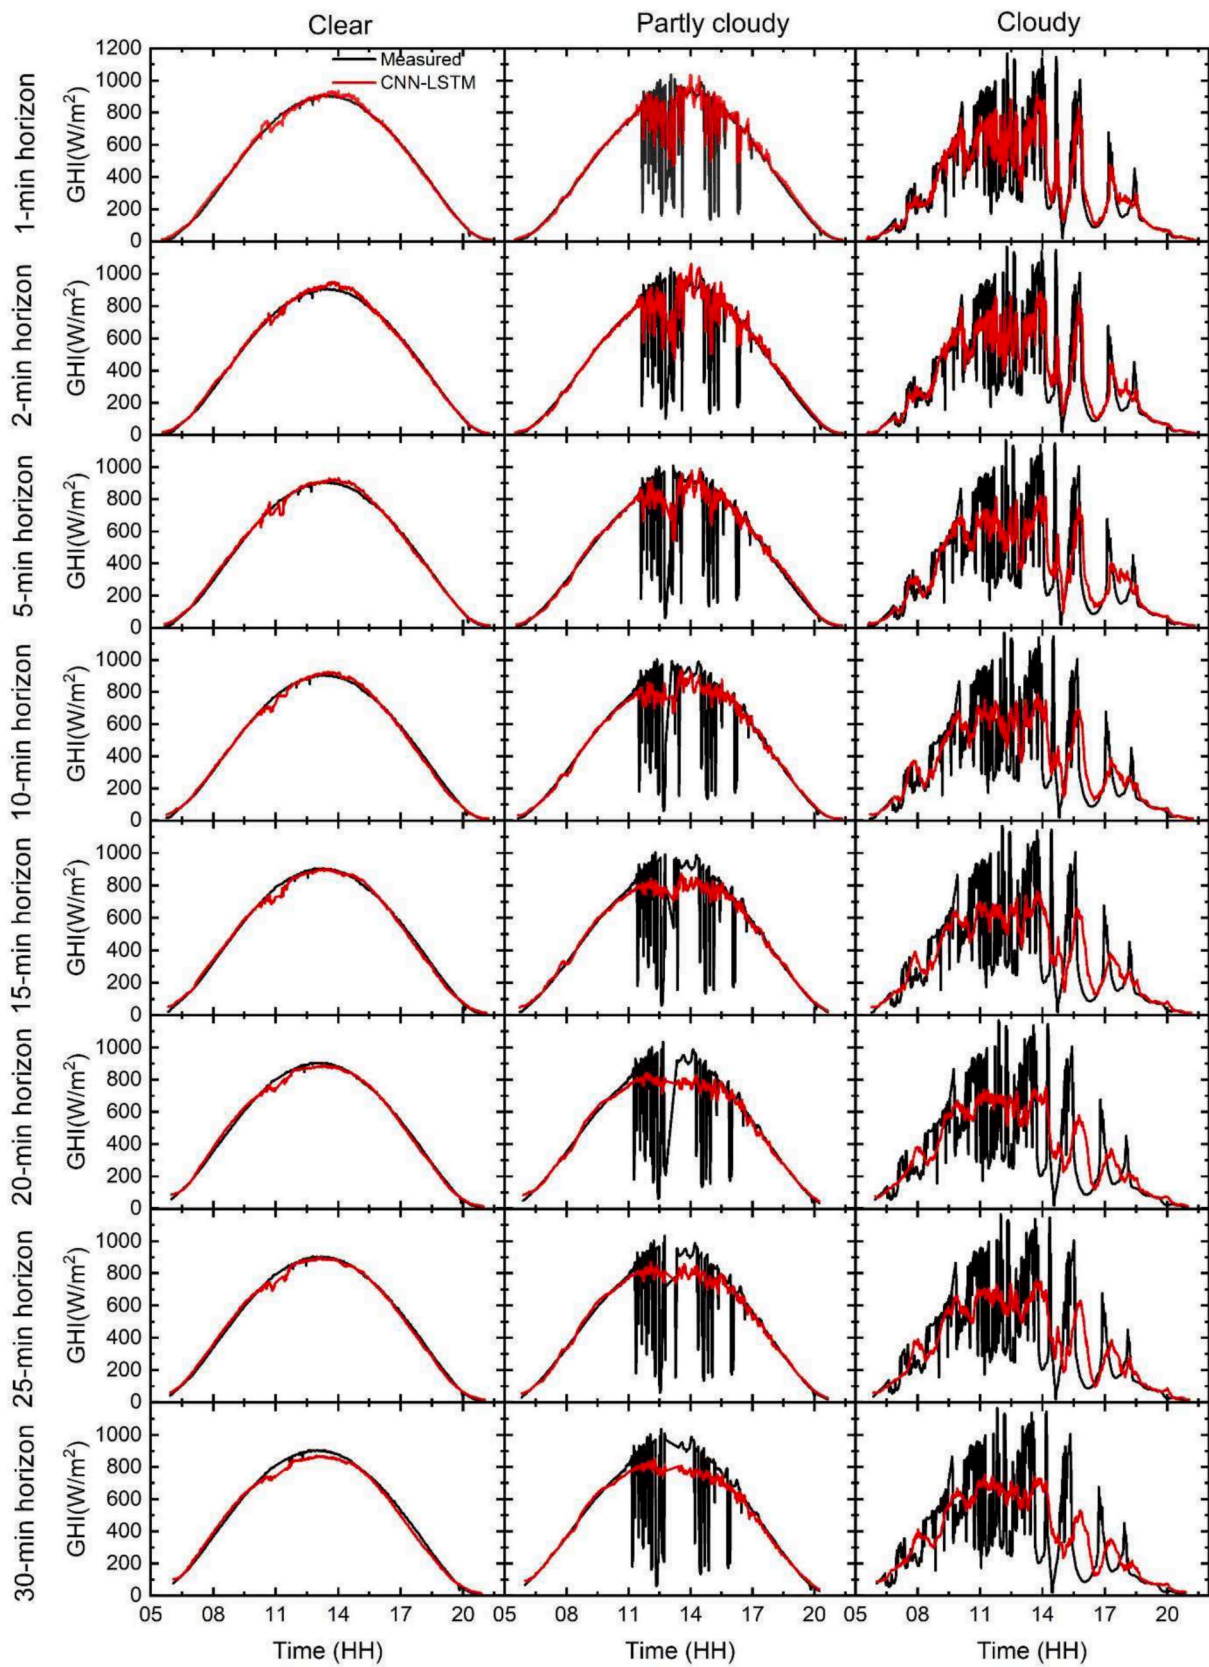 Clear Partly cloudy Cloudy
Measured
CNN-LSTM
1-min horizon
GHI(W/m²)
1200
1000
800
600
400
200
0
2-min horizon
GHI(W/m²)
1000
800
600
400
200
0
5-min horizon
GHI(W/m²)
1000
800
600
400
200
0
10-min horizon
GHI(W/m²)
1000
800
600
400
200
0
15-min horizon
GHI(W/m²)
1000
800
600
400
200
0
20-min horizon
GHI(W/m²)
1000
800
600
400
200
0
25-min horizon
GHI(W/m²)
1000
800
600
400
200
0
30-min horizon
GHI(W/m²)
1000
800
600
400
200
0
05 08 11 14 17 20 05 08 11 14 17 20 05 08 11 14 17 20
Time (HH) Time (HH) Time (HH)